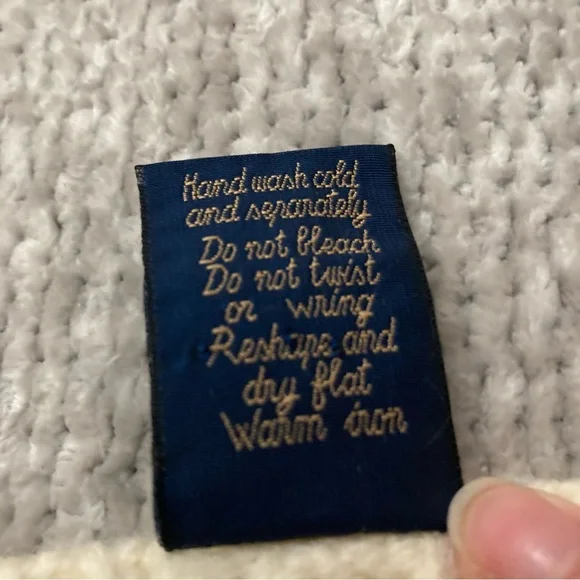 Hand wash cold
and separately
Do not bleach
Do not twist
or wring
Reshape and
dry flat
Warm iron